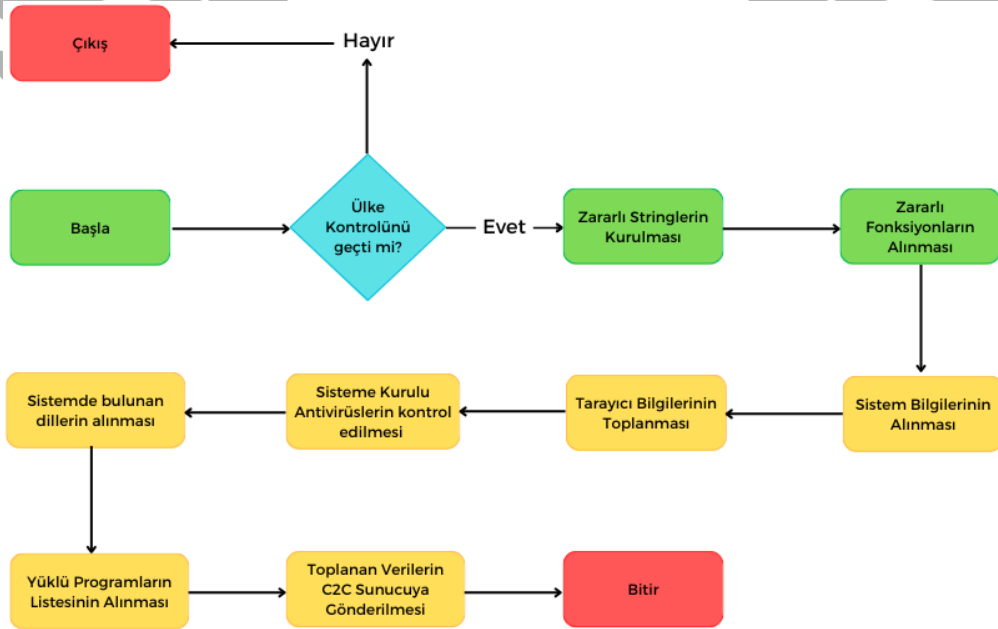 Çıkış
Hayır
Başla
Ülke
Kontrolünü
geçti mi?
Evet
Zararlı Stringlerin
Kurulması
Zararlı
Fonksiyonların
Alınması
Sistemde bulunan
dillerin alınması
Sisteme Kurulu
Antivirüslerin kontrol
edilmesi
Tarayıcı Bilgilerinin
Toplanması
Sistem Bilgilerinin
Alınması
Yüklü Programların
Listesinin Alınması
Toplanan Verilerin
C2C Sunucuya
Gönderilmesi
Bitir